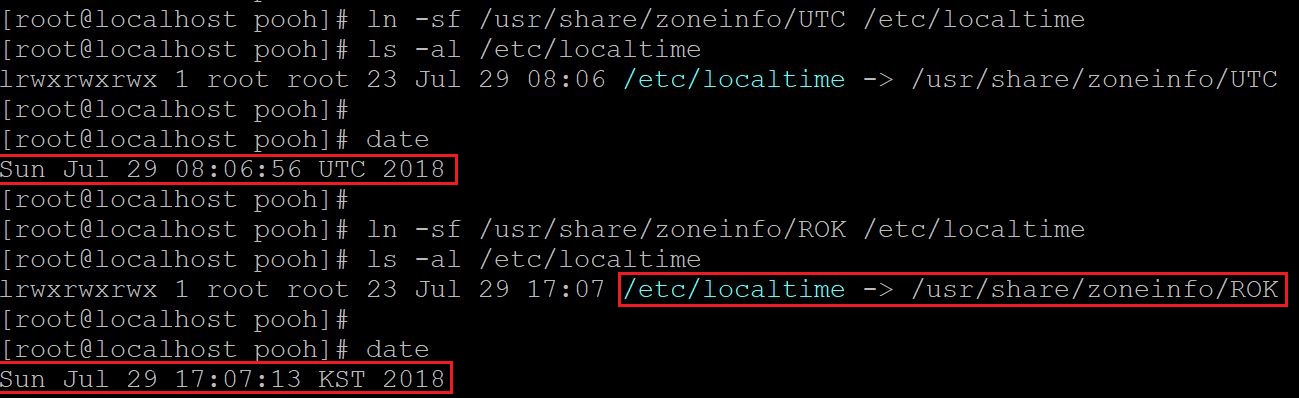 [root@localhost pooh]# ln -sf /usr/share/zoneinfo/UTC /etc/localtime
[root@localhost pooh]# ls -al /etc/localtime
lrwxrwxrwx 1 root root 23 Jul 29 08:06 /etc/localtime -> /usr/share/zoneinfo/UTC
[root@localhost pooh]#
[root@localhost pooh]# date
Sun Jul 29 08:06:56 UTC 2018
[root@localhost pooh]#
[root@localhost pooh]# ln -sf /usr/share/zoneinfo/ROK /etc/localtime
[root@localhost pooh]# ls -al /etc/localtime
lrwxrwxrwx 1 root root 23 Jul 29 17:07 /etc/localtime -> /usr/share/zoneinfo/ROK
[root@localhost pooh]#
[root@localhost pooh]# date
Sun Jul 29 17:07:13 KST 2018